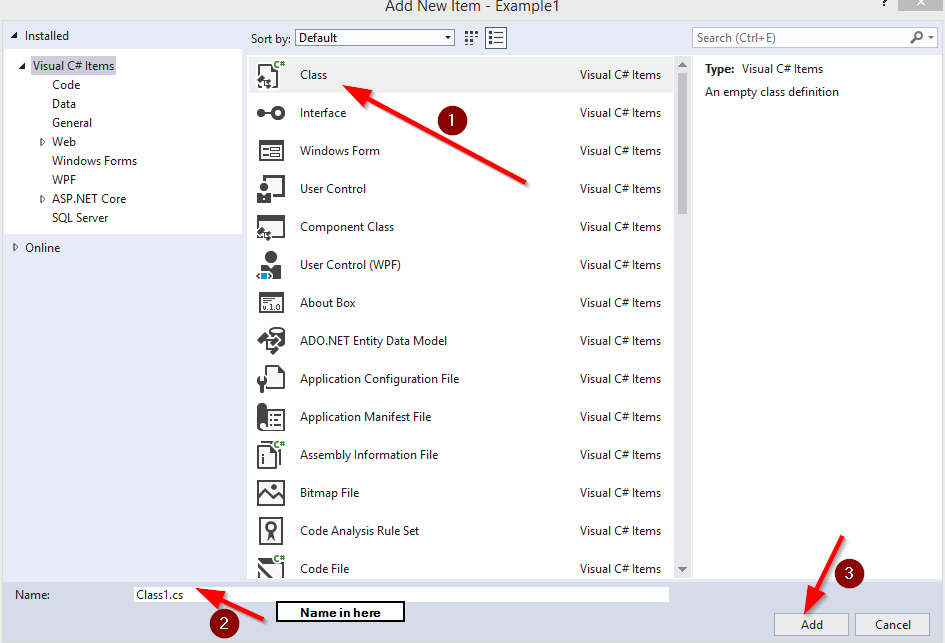 Add New Item - Example1
?
Installed
Sort by: Default
Search (Ctrl+E)
Visual C# Items
Code
Data
General
Web
Windows Forms
WPF
ASP.NET Core
SQL Server
Online
C#
Class Visual C# Items
1
Interface Visual C# Items
Windows Form Visual C# Items
User Control Visual C# Items
Component Class Visual C# Items
User Control (WPF) Visual C# Items
v.1.0
About Box Visual C# Items
ADO.NET Entity Data Model Visual C# Items
Application Configuration File Visual C# Items
Application Manifest File Visual C# Items
C#
Assembly Information File Visual C# Items
Bitmap File Visual C# Items
Code Analysis Rule Set Visual C# Items
C#
Code File Visual C# Items
Type: Visual C# Items
An empty class definition
Name: Class1.cs
2
Name in here
3
Add Cancel